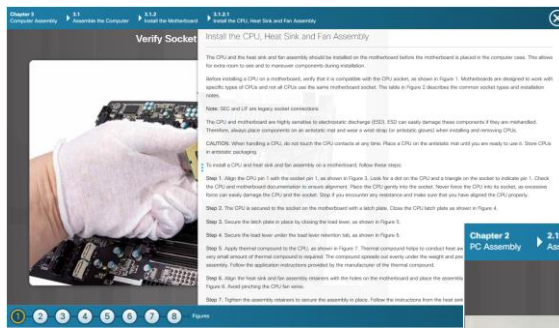 Chapter 3
Computer Assembly
3.1
Assemble the Computer
3.1.2
Install the Motherboard
3.1.2.1
Install the CPU, Heat Sink and Fan Assembly
Verify Socket
Install the CPU, Heat Sink and Fan Assembly
The CPU and the heat sink and fan assembly should be installed on the motherboard before the motherboard is placed in the computer case. This allows
for extra room to see and to maneuver components during installation.
Before installing a CPU on a motherboard, verify that it is compatible with the CPU socket, as shown in Figure 1. Motherboards are designed to work with
specific types of CPUs and not all CPUs use the same motherboard socket. The table in Figure 2 describes the common socket types and installation
notes.
Note: SEC and LIF are legacy socket connections.
The CPU and motherboard are highly sensitive to electrostatic discharge (ESD). ESD can easily damage these components if they are mishandled.
Therefore, always place components on an antistatic mat and wear a wrist strap (or antistatic gloves) when installing and removing CPUs.
CAUTION: When handling a CPU, do not touch the CPU contacts at any time. Place a CPU on the antistatic mat until you are ready to use it. Store CPUs
in antistatic packaging.
To install a CPU and heat sink and fan assembly on a motherboard, follow these steps:
Step 1. Align the CPU pin 1 with the socket pin 1, as shown in Figure 3. Look for a dot on the CPU and a triangle on the socket to indicate pin 1. Check
the CPU and motherboard documentation to ensure alignment. Place the CPU gently into the socket. Never force the CPU into its socket, as excessive
force can easily damage the CPU and the socket. Stop if you encounter any resistance and make sure that you have aligned the CPU properly.
Step 2. The CPU is secured to the socket on the motherboard with a latch plate. Close the CPU latch plate as shown in Figure 4.
Step 3. Secure the latch plate in place by closing the load lever, as shown in Figure 5.
Step 4. Secure the load lever under the load lever retention tab, as shown in Figure 6.
Step 5. Apply thermal compound to the CPU, as shown in Figure 7. Thermal compound helps to conduct heat aw
very small amount of thermal compound is required. The compound spreads out evenly under the weight and pres
assembly. Follow the application instructions provided by the manufacturer of the thermal compound.
Step 6. Align the heat sink and fan assembly retainers with the holes on the motherboard and place the assembly
Figure 8. Avoid pinching the CPU fan wires.
Step 7. Tighten the assembly retainers to secure the assembly in place. Follow the instructions from the heat sink
1 2 3 4 5 6 7 8 Figures
Chapter 2
PC Assembly
2.1
Ass